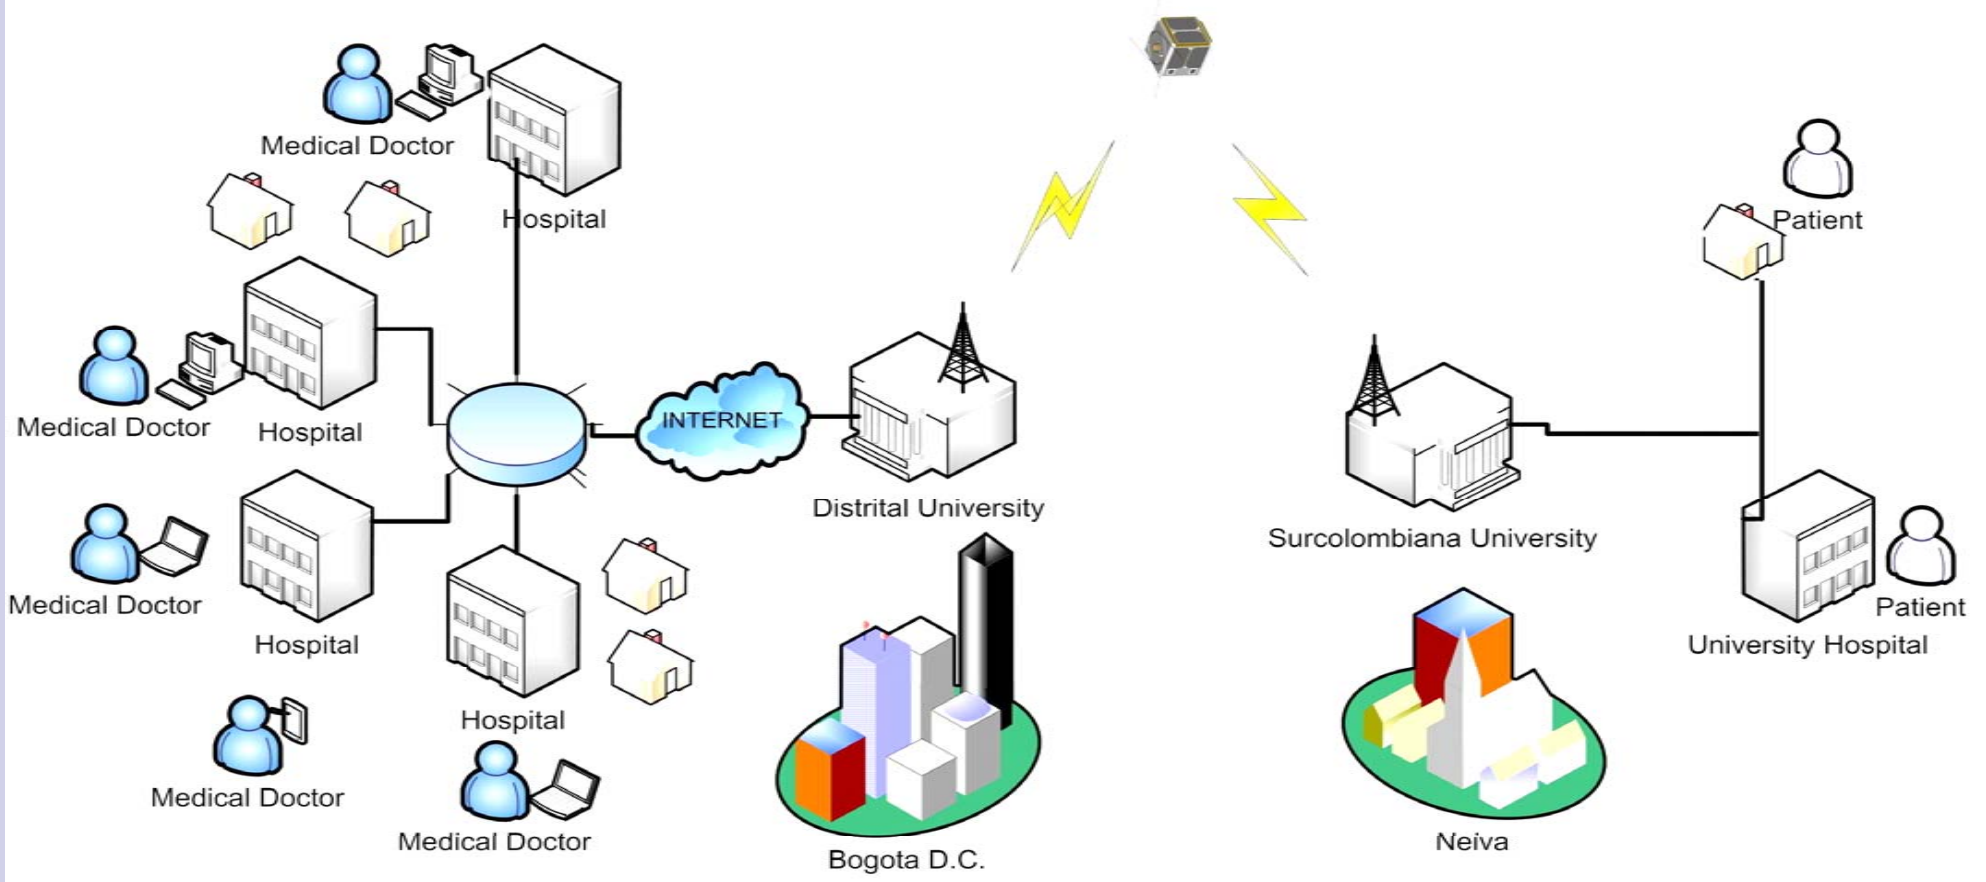 Medical Doctor
Hospital
Patient
Medical Doctor
Hospital
INTERNET
Distrital University
Surcolombiana University
Medical Doctor
Hospital
Patient
University Hospital
Hospital
Medical Doctor
Medical Doctor
Bogota D.C.
Neiva